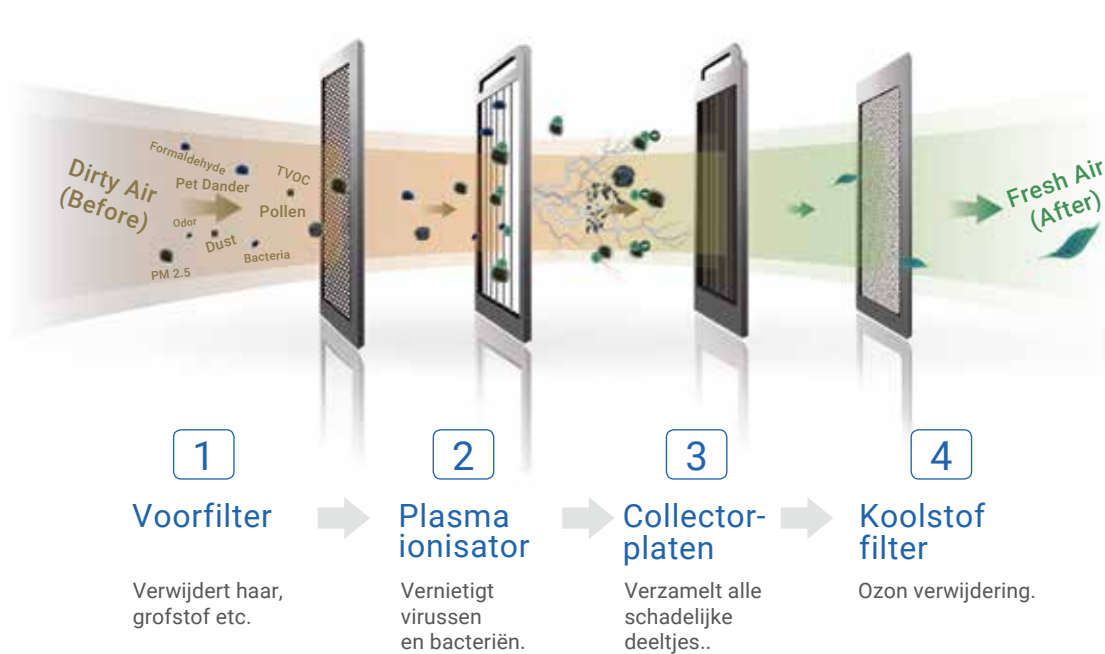 Dirty Air
(Before)
Formaldehyde
Pet Dander
TVOC
Pollen
Odor
Dust
Bacteria
PM 2.5
Fresh Air
(After)
1
Voorfilter
Verwijdert haar,
grofstof etc.
2
Plasma
ionisator
Vernietigt
virussen
en bacteriën.
3
Collector-
platen
Verzamelt alle
schadelijke
deeltjes..
4
Koolstof
filter
Ozon verwijdering.